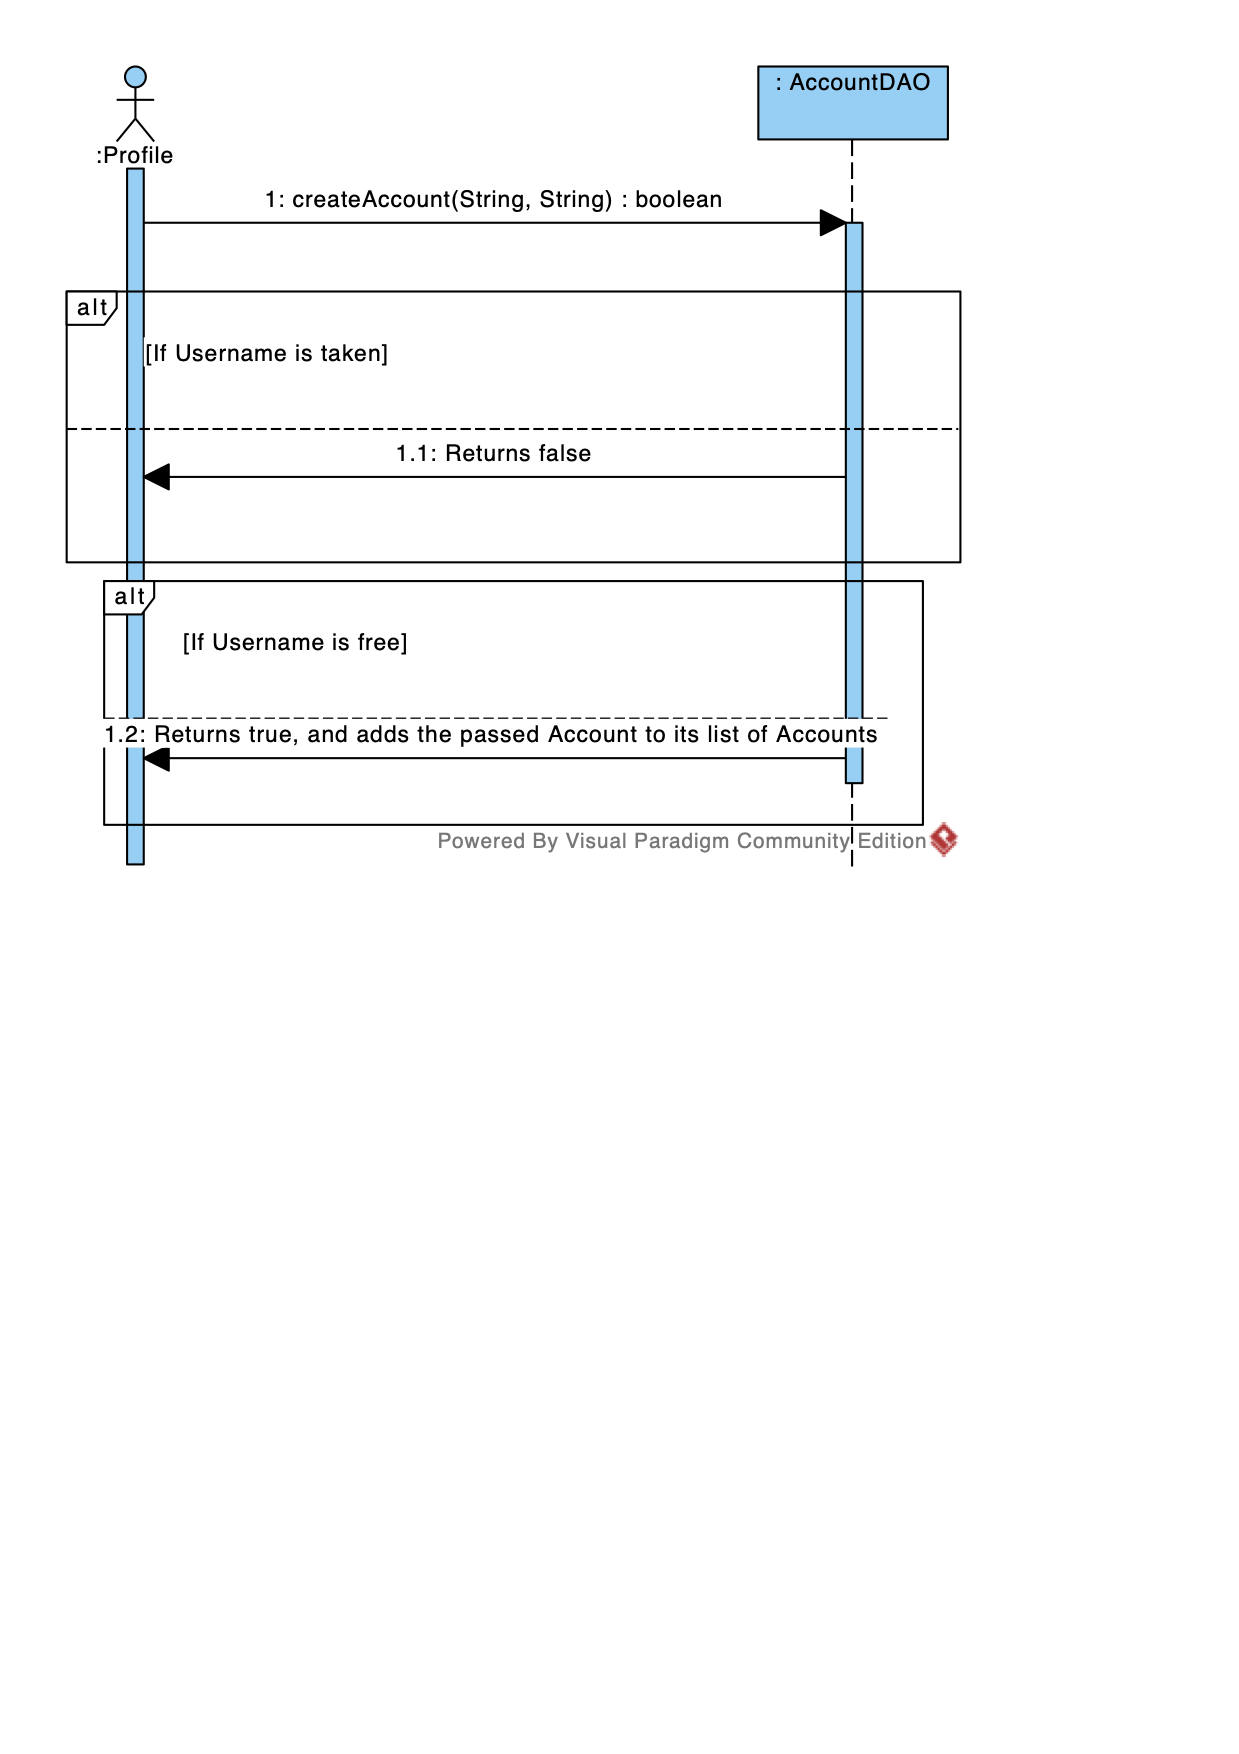 : AccountDAO
:Profile
1: createAccount(String, String) : boolean
alt
[If Username is taken]
1.1: Returns false
alt
[If Username is free]
1.2: Returns true, and adds the passed Account to its list of Accounts
Powered By Visual Paradigm Community Edition